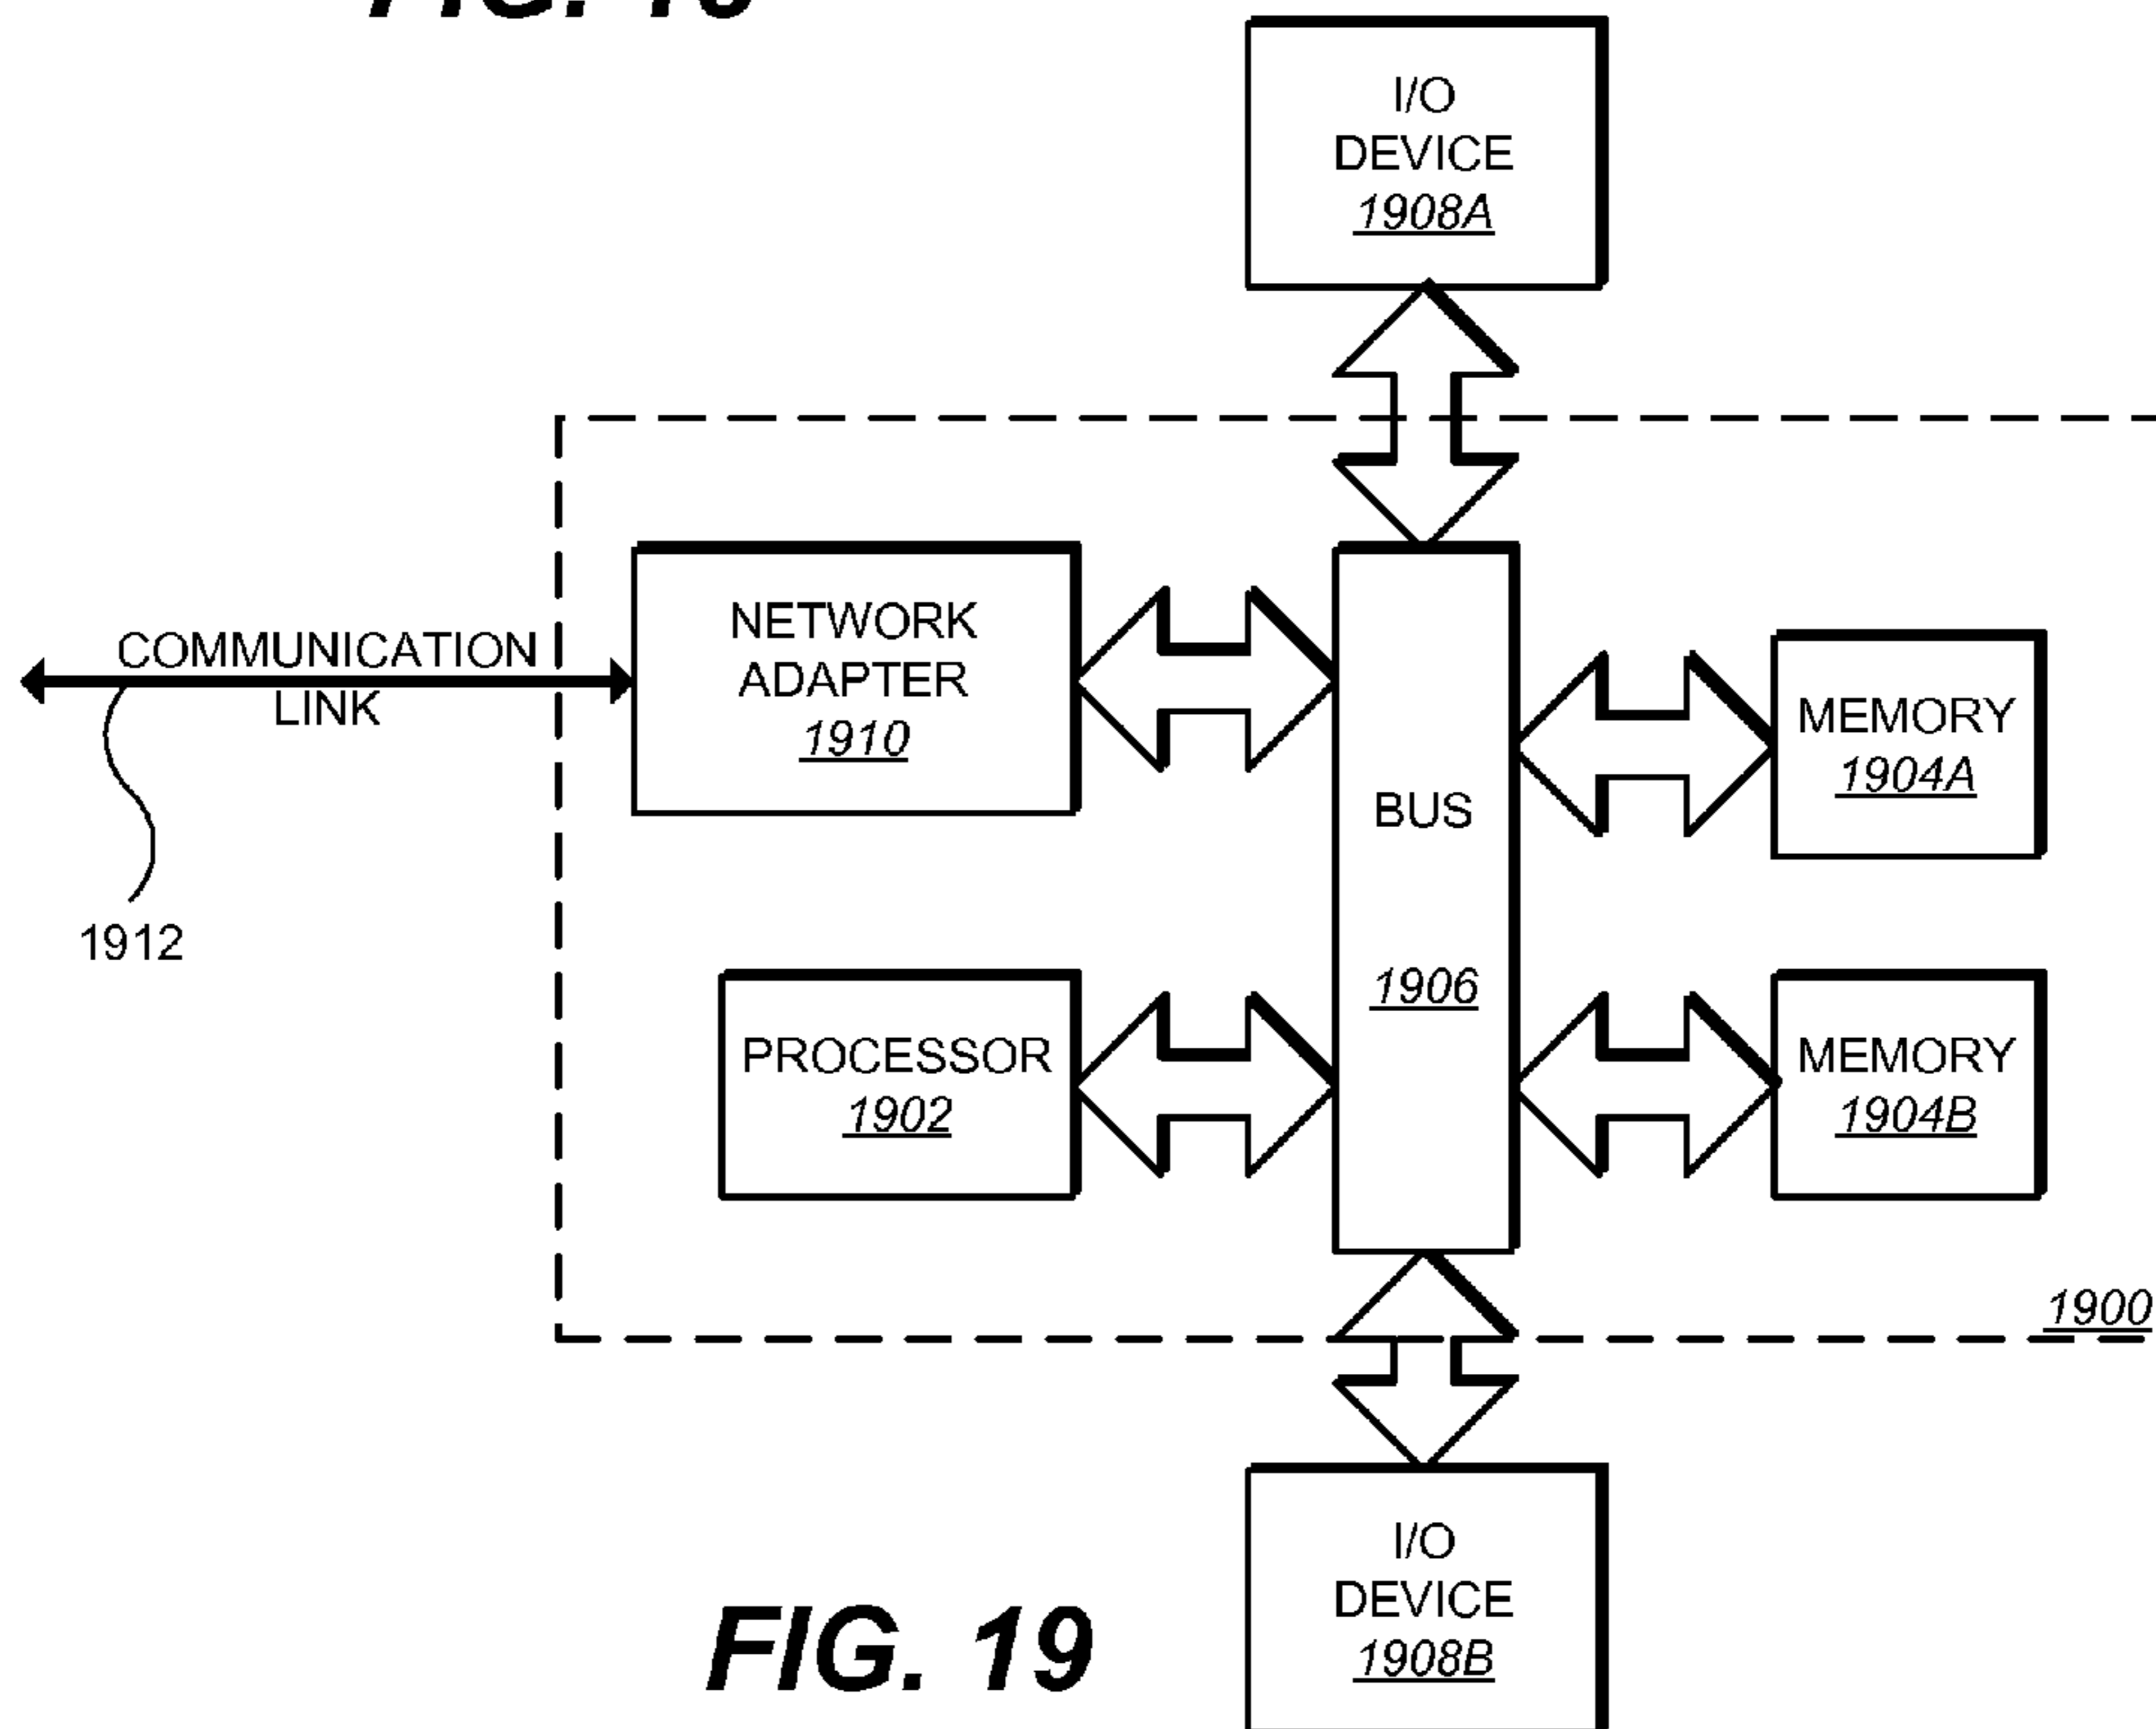 I/O
DEVICE
1908A
COMMUNICATION
LINK
1912
NETWORK
ADAPTER
1910
BUS
1906
MEMORY
1904A
PROCESSOR
1902
MEMORY
1904B
1900
I/O
DEVICE
1908B
FIG. 19